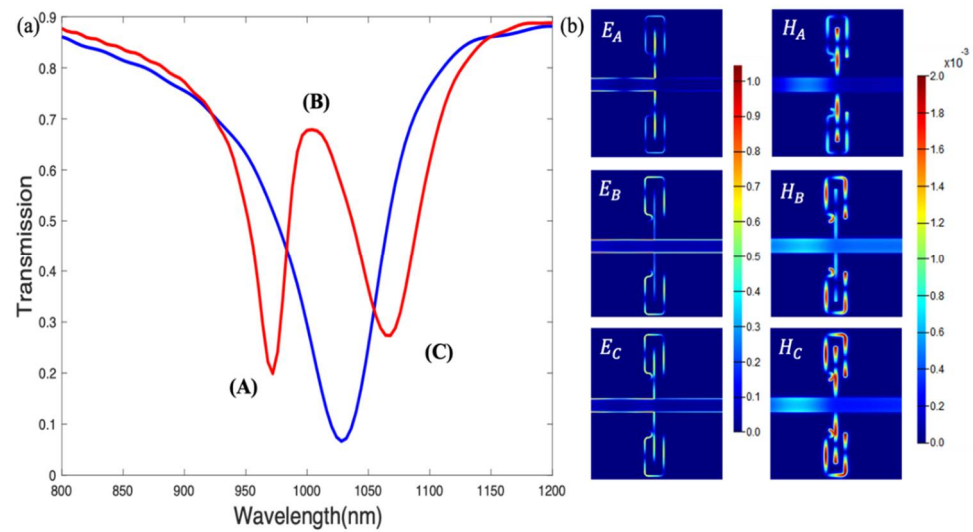 (a)
0.9
0.8
0.7
0.6
0.5
0.4
0.3
0.2
0.1
0
Transmission
(A)
(B)
(C)
800 850 900 950 1000 1050 1100 1150 1200
Wavelength(nm)
(b)
E_A
H_A
E_B
H_B
E_C
H_C
1.0
0.9
0.8
0.7
0.6
0.5
0.4
0.3
0.2
0.1
0.0
x10⁻³
2.0
1.8
1.6
1.4
1.2
1.0
0.8
0.6
0.4
0.2
0.0